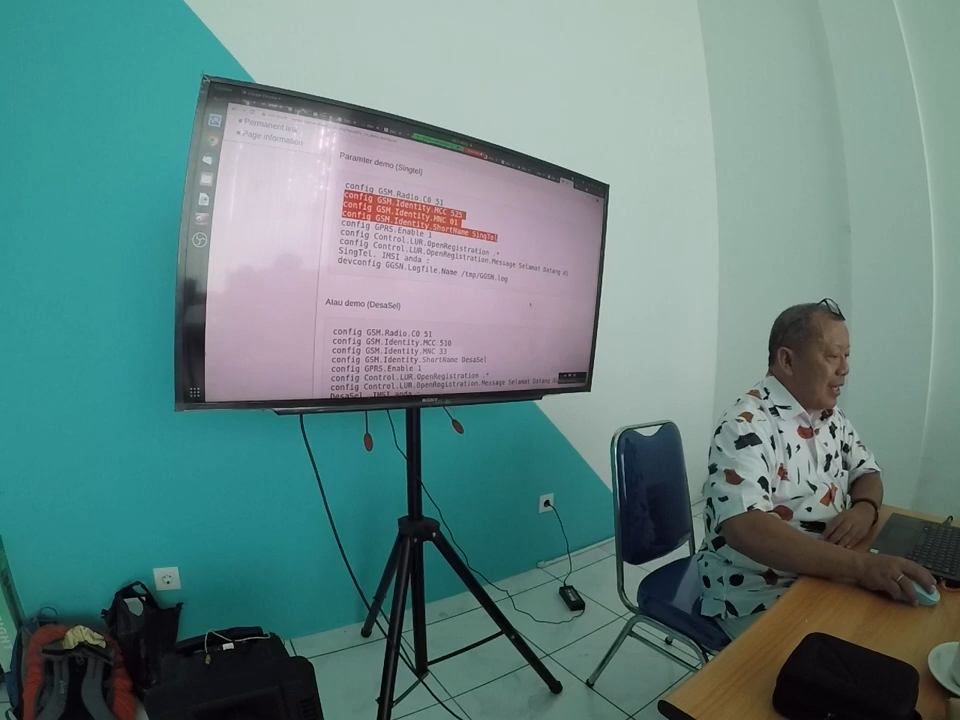 Permanent link
Page information
Paramter demo (Singtel)
config GSM.Radio.C0 51
config GSM.Identity.MCC 525
config GSM.Identity.MNC 01
config GSM.Identity.ShortName SingTel
config GPRS.Enable 1
config Control.LUR.OpenRegistration .*
config Control.LUR.OpenRegistration.Message Selamat Datang di
SingTel. IMSI anda :
devconfig GGSN.Logfile.Name /tmp/GGSN.log
Atau demo (DesaSel)
config GSM.Radio.C0 51
config GSM.Identity.MCC 510
config GSM.Identity.MNC 33
config GSM.Identity.ShortName DesaSel
config GPRS.Enable 1
config Control.LUR.OpenRegistration .*
config Control.LUR.OpenRegistration.Message Selamat Datang di
DesaSel. IMSI anda :
SONY